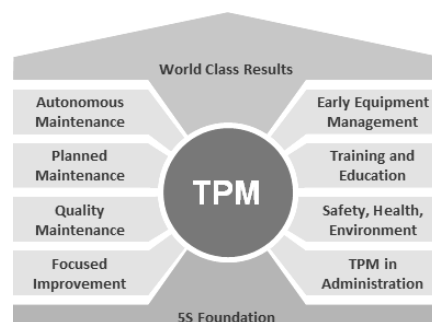 World Class Results
Autonomous
Maintenance
Early Equipment
Management
Planned
Maintenance
Training and
Education
TPM
Quality
Maintenance
Safety, Health,
Environment
Focused
Improvement
TPM in
Administration
5S Foundation